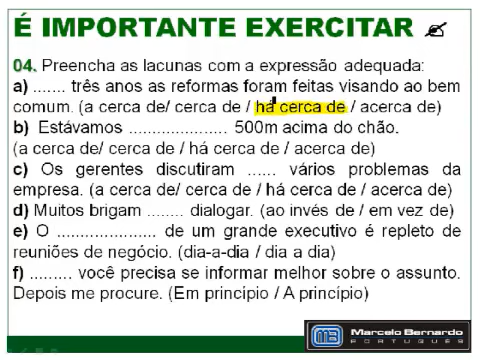 É IMPORTANTE EXERCITAR
04. Preencha as lacunas com a expressão adequada:
a) ....... três anos as reformas foram feitas visando ao bem
comum. (a cerca de/ cerca de / há cerca de / acerca de)
b) Estávamos .................... 500m acima do chão.
(a cerca de/ cerca de / há cerca de / acerca de)
c) Os gerentes discutiram ...... vários problemas da
empresa. (a cerca de/ cerca de / há cerca de / acerca de)
d) Muitos brigam ........ dialogar. (ao invés de / em vez de)
e) O ..................... de um grande executivo é repleto de
reuniões de negócio. (dia-a-dia / dia a dia)
f) ......... você precisa se informar melhor sobre o assunto.
Depois me procure. (Em princípio / A princípio)
MB Marcelo Bernardo
PORTUGUÊS